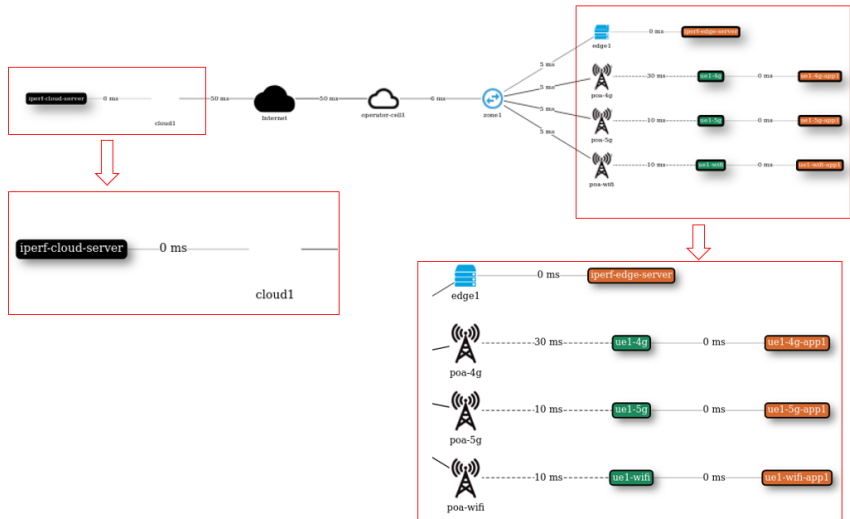 0 ms
iperf-edge-server
edge1
5 ms
5 ms
30 ms
ue1-4g
0 ms
ue1-4g-app1
poa-4g
iperf-cloud-server
0 ms
cloud1
50 ms
Internet
50 ms
operator-cell1
6 ms
zone1
5 ms
10 ms
ue1-5g
0 ms
ue1-5g-app1
poa-5g
5 ms
10 ms
ue1-wifi
0 ms
ue1-wifi-app1
poa-wifi
iperf-cloud-server
0 ms
cloud1
0 ms
iperf-edge-server
edge1
30 ms
ue1-4g
0 ms
ue1-4g-app1
poa-4g
10 ms
ue1-5g
0 ms
ue1-5g-app1
poa-5g
10 ms
ue1-wifi
0 ms
ue1-wifi-app1
poa-wifi